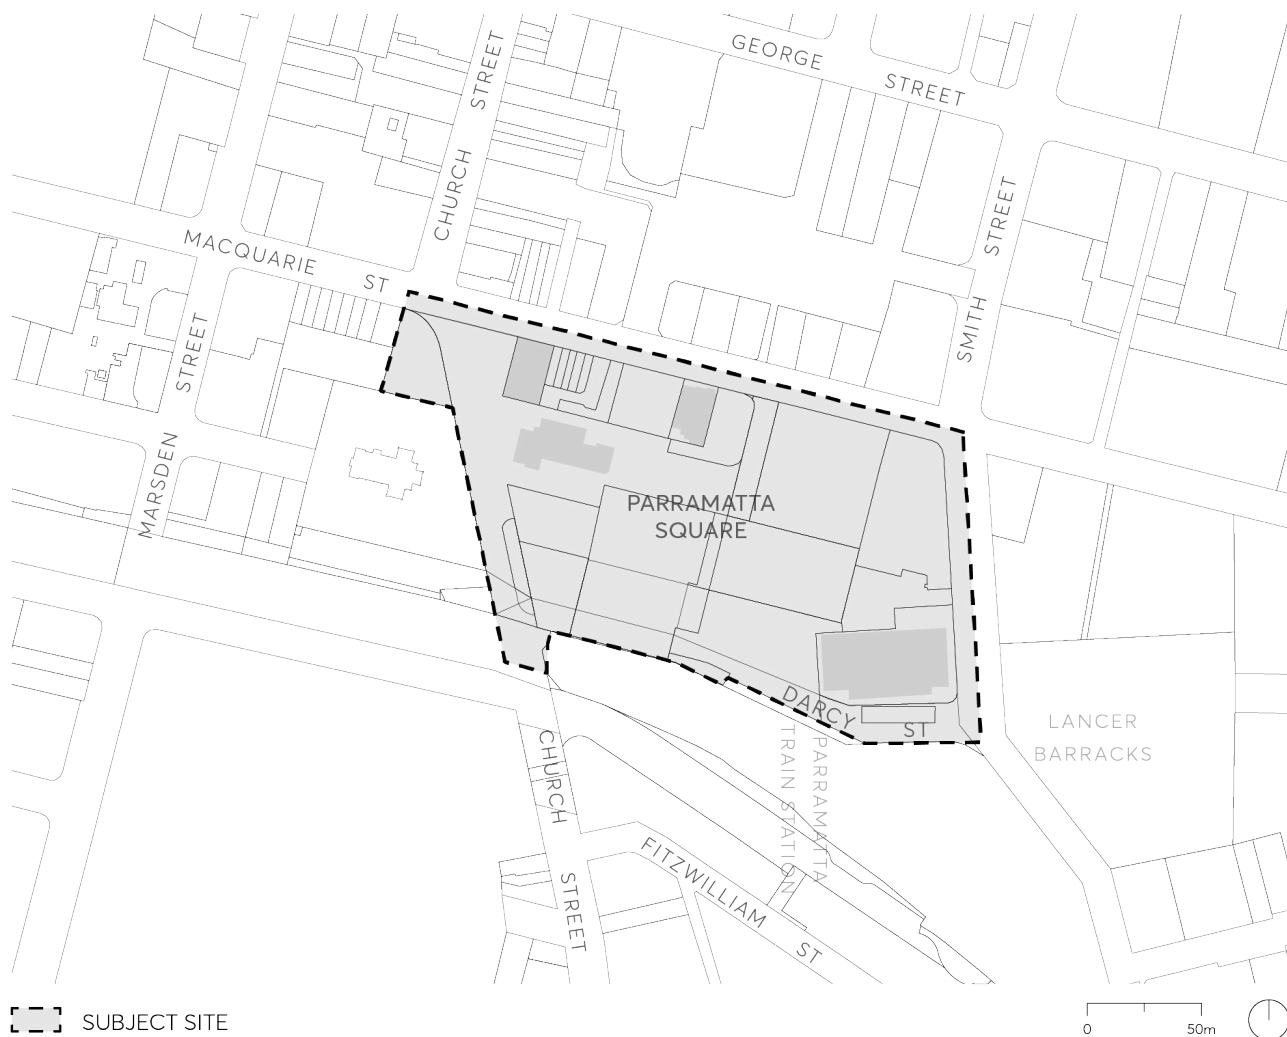 GEORGE STREET
CHURCH STREET
MACQUARIE ST
SMITH STREET
MARSDEN STREET
PARRAMATTA
SQUARE
DARCY ST
LANCER
BARRACKS
PARRAMATTA
TRAIN STATION
CHURCH STREET
FITZWILLIAM ST
SUBJECT SITE
0 50m